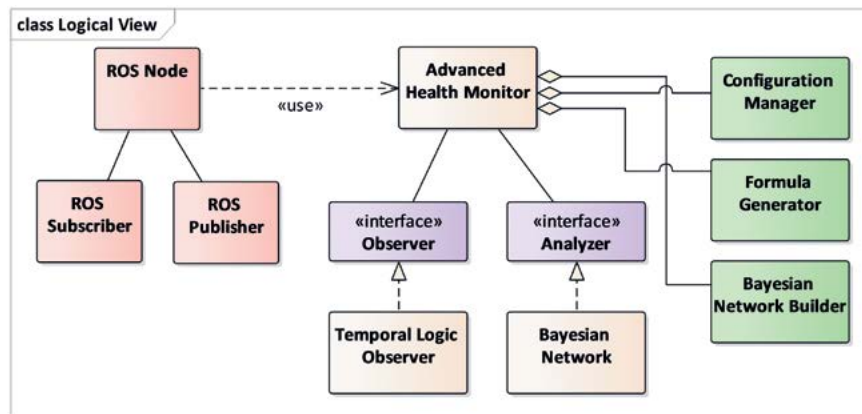 class Logical View
ROS Node
«use»
Advanced
Health Monitor
Configuration
Manager
ROS
Subscriber
ROS
Publisher
«interface»
Observer
«interface»
Analyzer
Formula
Generator
Temporal Logic
Observer
Bayesian
Network
Bayesian
Network Builder